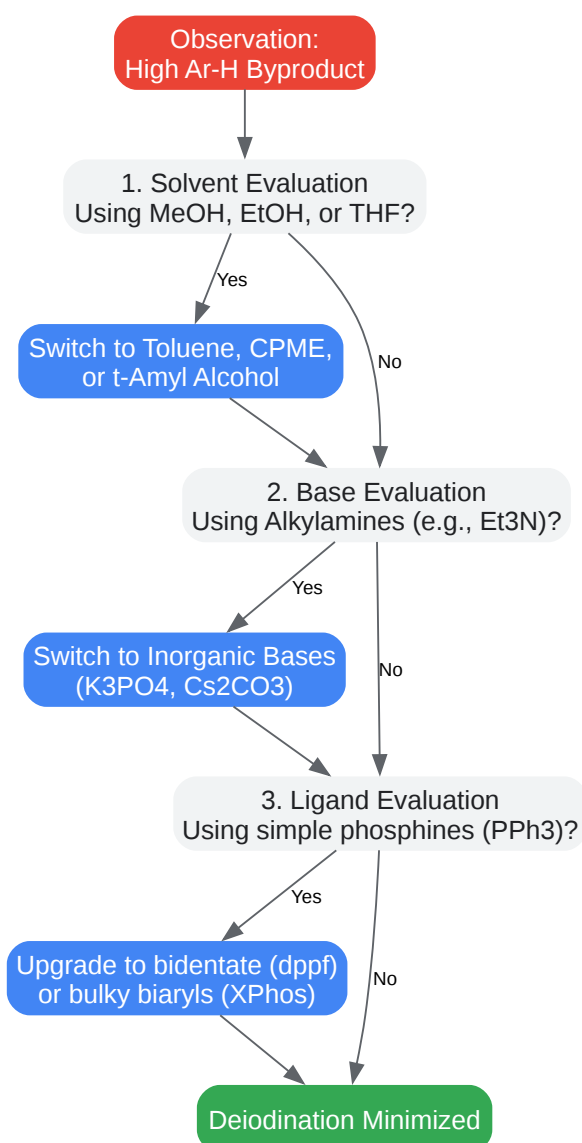 Observation:
High Ar-H Byproduct
1. Solvent Evaluation
Using MeOH, EtOH, or THF?
Yes
Switch to Toluene, CPME,
or t-Amyl Alcohol
No
2. Base Evaluation
Using Alkylamines (e.g., Et3N)?
Yes
Switch to Inorganic Bases
(K3PO4, Cs2CO3)
No
3. Ligand Evaluation
Using simple phosphines (PPh3)?
Yes
Upgrade to bidentate (dppf)
or bulky biaryls (XPhos)
No
Deiodination Minimized